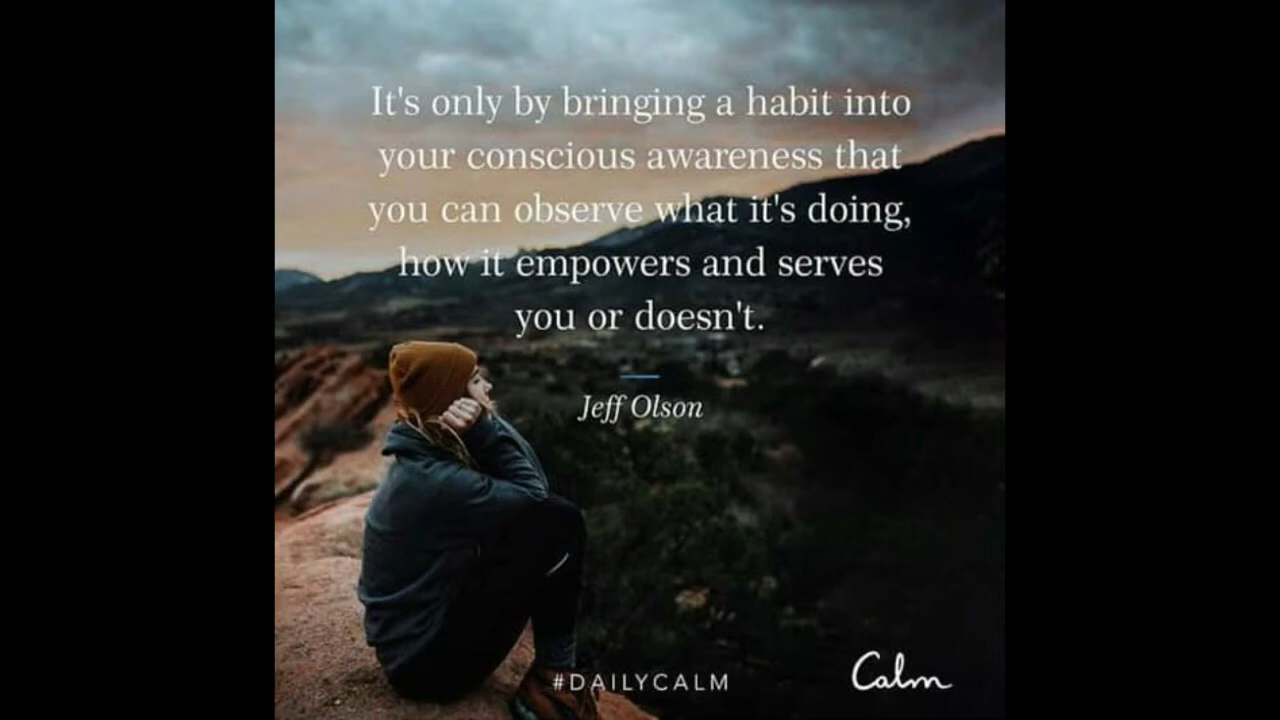 It's only by bringing a habit into
your conscious awareness that
you can observe what it's doing,
how it empowers and serves
you or doesn't.
Jeff Olson
#DAILYCALM
Calm